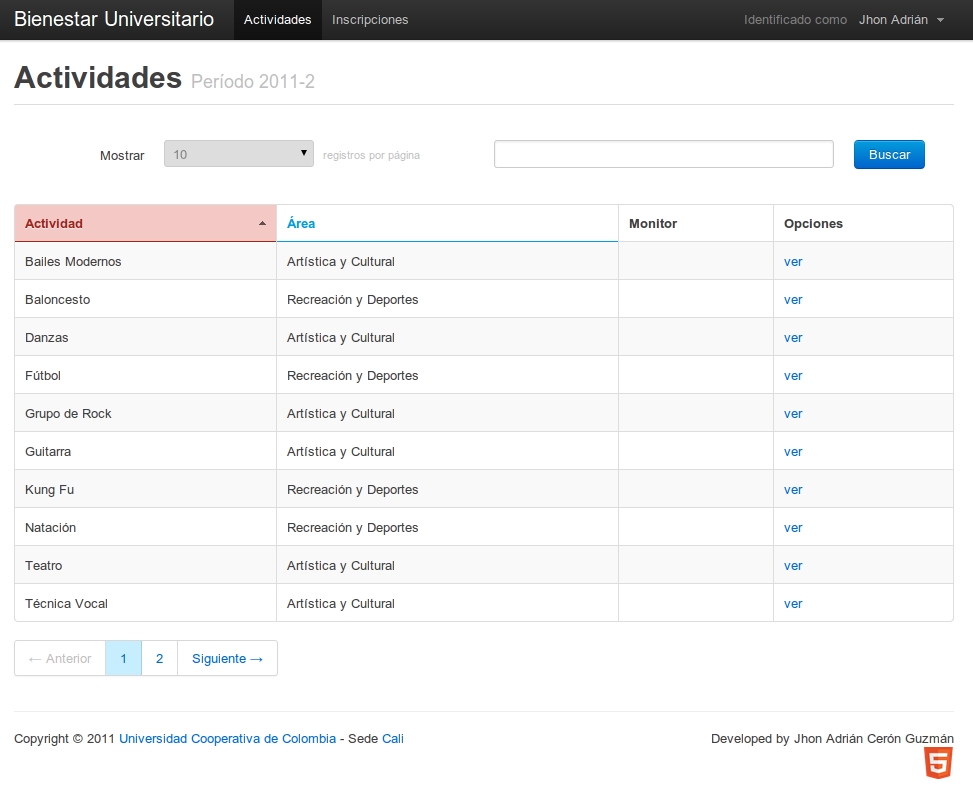 Bienestar Universitario Actividades Inscripciones Identificado como Jhon Adrián
Actividades Período 2011-2
Mostrar 10 registros por página Buscar
Actividad Área Monitor Opciones
Bailes Modernos Artística y Cultural ver
Baloncesto Recreación y Deportes ver
Danzas Artística y Cultural ver
Fútbol Recreación y Deportes ver
Grupo de Rock Artística y Cultural ver
Guitarra Artística y Cultural ver
Kung Fu Recreación y Deportes ver
Natación Recreación y Deportes ver
Teatro Artística y Cultural ver
Técnica Vocal Artística y Cultural ver
← Anterior 1 2 Siguiente →
Copyright © 2011 Universidad Cooperativa de Colombia - Sede Cali Developed by Jhon Adrián Cerón Guzmán
5